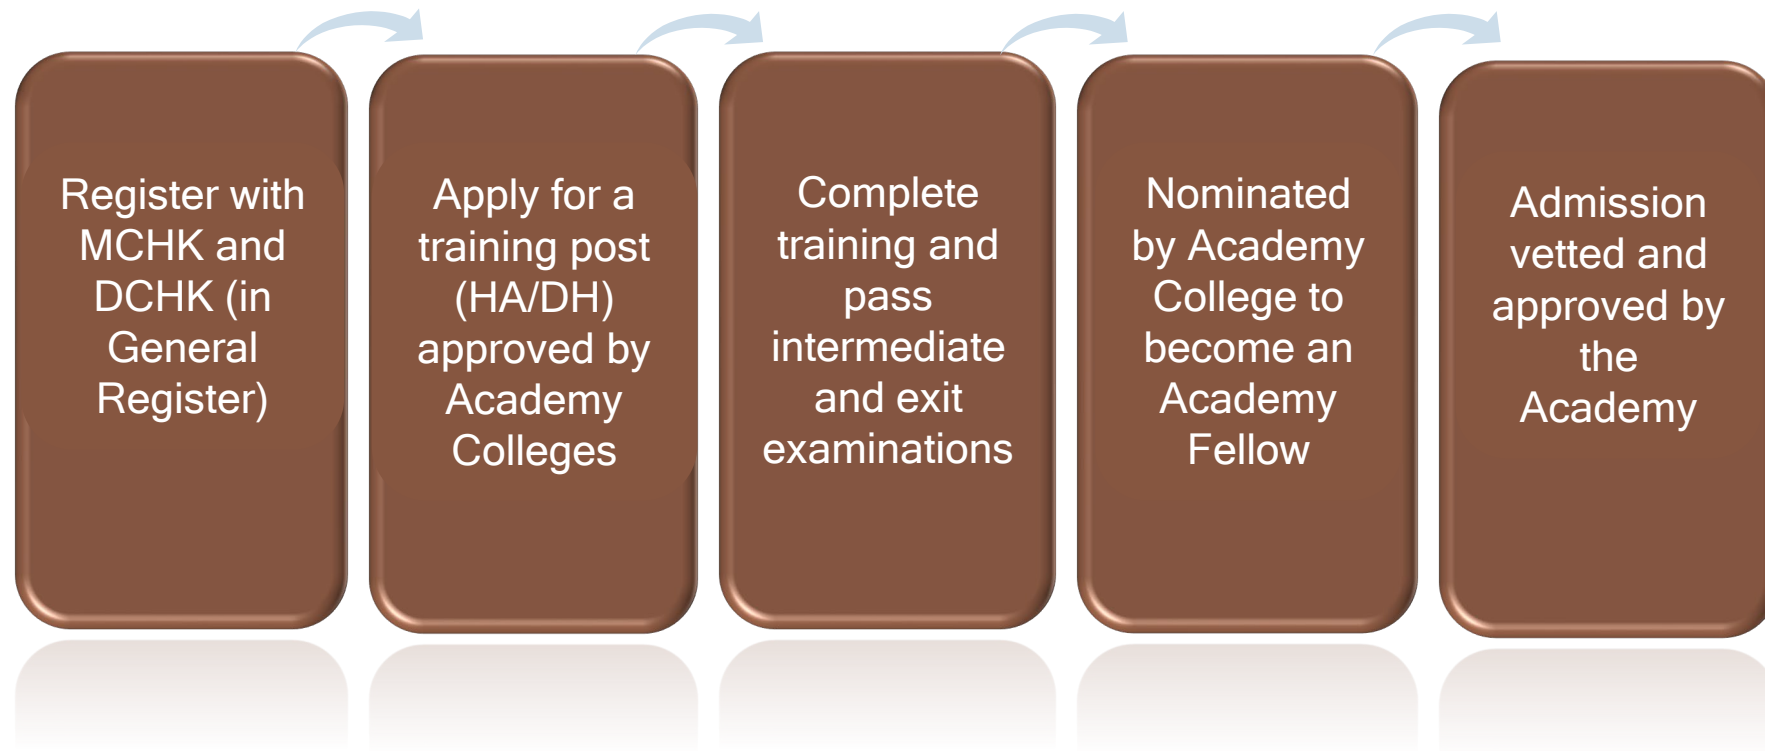 Register with
MCHK and
DCHK (in
General
Register)
Apply for a
training post
(HA/DH)
approved by
Academy
Colleges
Complete
training and
pass
intermediate
and exit
examinations
Nominated
by Academy
College to
become an
Academy
Fellow
Admission
vetted and
approved by
the
Academy